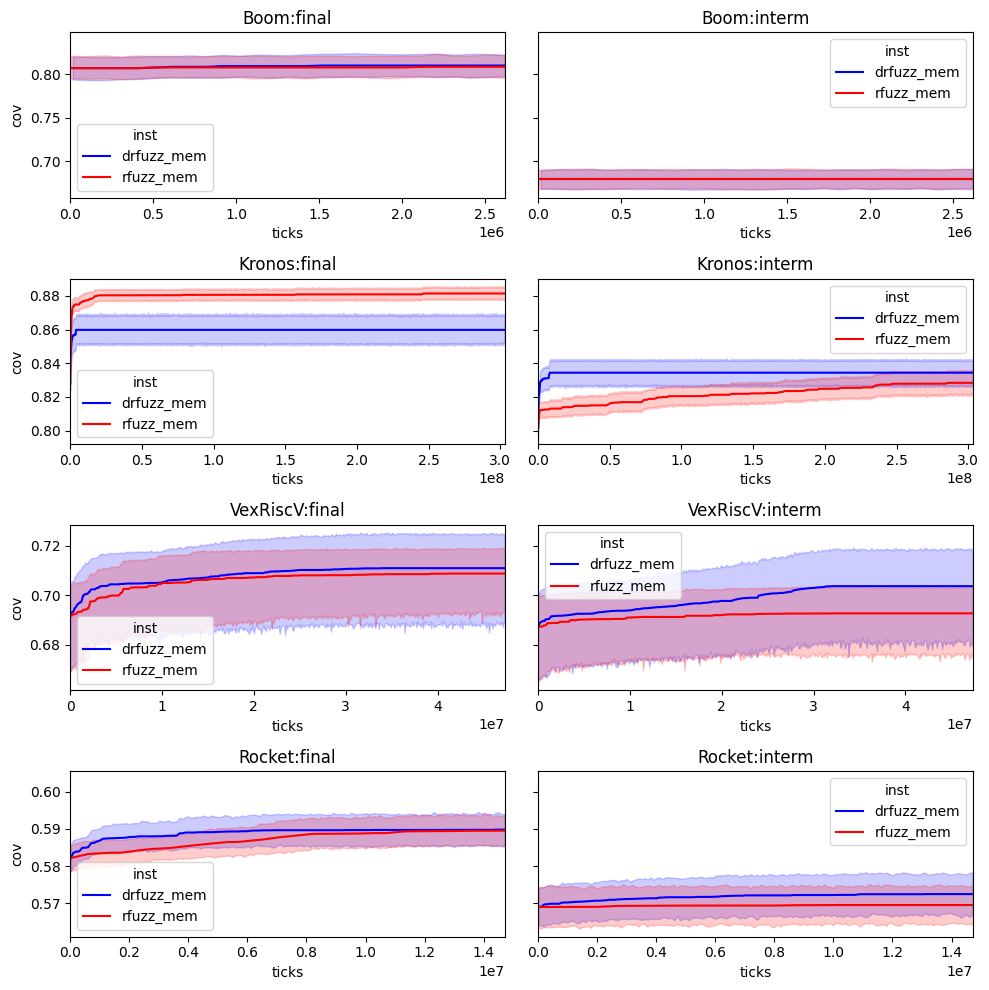 Boom:final
cov
0.80
0.75
0.70
inst
drfuzz_mem
rfuzz_mem
0.0 0.5 1.0 1.5 2.0 2.5
ticks
1e6
Boom:interm
inst
drfuzz_mem
rfuzz_mem
0.0 0.5 1.0 1.5 2.0 2.5
ticks
1e6
Kronos:final
cov
0.88
0.86
0.84
0.82
0.80
inst
drfuzz_mem
rfuzz_mem
0.0 0.5 1.0 1.5 2.0 2.5 3.0
ticks
1e8
Kronos:interm
inst
drfuzz_mem
rfuzz_mem
0.0 0.5 1.0 1.5 2.0 2.5 3.0
ticks
1e8
VexRiscV:final
cov
0.72
0.70
0.68
inst
drfuzz_mem
rfuzz_mem
0 1 2 3 4
ticks
1e7
VexRiscV:interm
inst
drfuzz_mem
rfuzz_mem
0 1 2 3 4
ticks
1e7
Rocket:final
cov
0.60
0.59
0.58
0.57
inst
drfuzz_mem
rfuzz_mem
0.0 0.2 0.4 0.6 0.8 1.0 1.2 1.4
ticks
1e7
Rocket:interm
inst
drfuzz_mem
rfuzz_mem
0.0 0.2 0.4 0.6 0.8 1.0 1.2 1.4
ticks
1e7